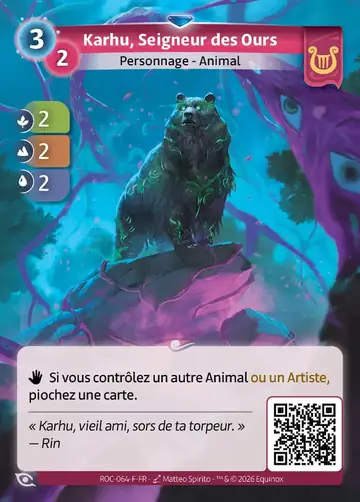 3
2
Karhu, Seigneur des Ours
Personnage - Animal
2
2
2
Si vous contrôlez un autre Animal ou un Artiste,
piochez une carte.
« Karhu, vieil ami, sors de ta torpeur. »
— Rin
ROC-064-F-FR - Matteo Spirito - ™ & © 2026 Equinox